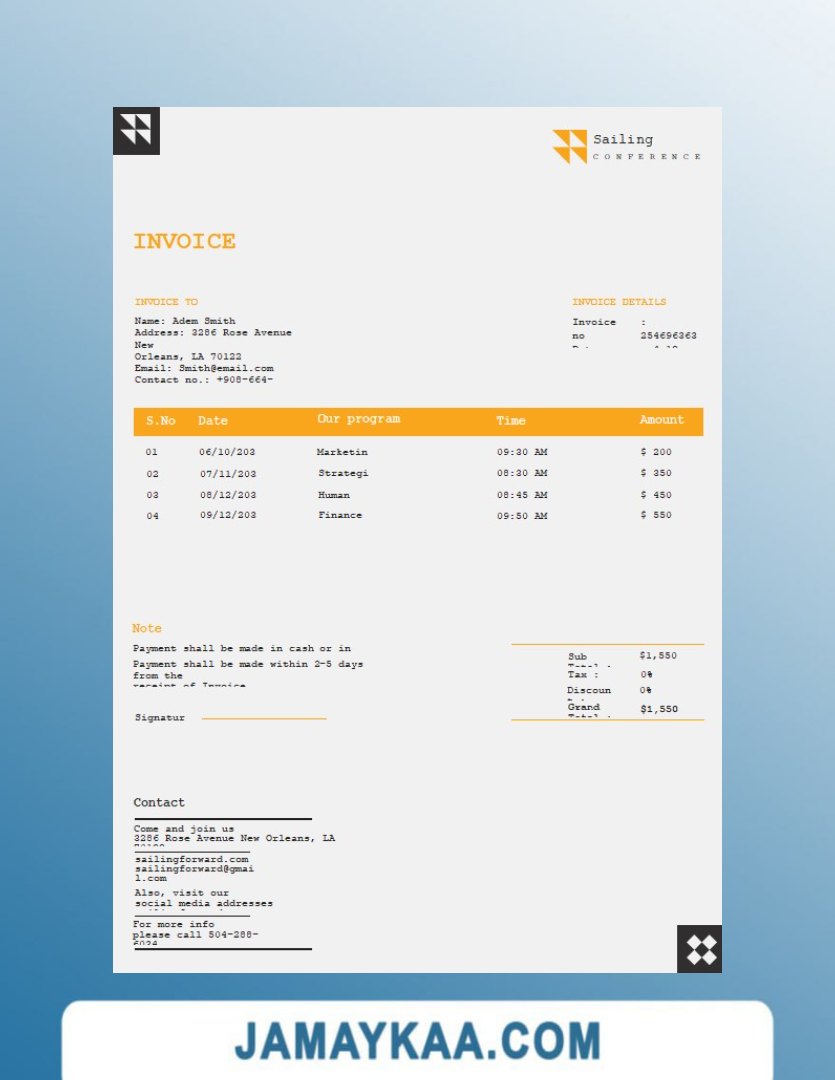 Sailing
CONFERENCE
INVOICE
INVOICE TO
Name: Adem Smith
Address: 3286 Rose Avenue
New
Orleans, LA 70122
Email: Smith@email.com
Contact no.: +908-664-
INVOICE DETAILS
Invoice :
no 254696363
S.No Date Our program Time Amount
01 06/10/203 Marketin 09:30 AM $ 200
02 07/11/203 Strategi 08:30 AM $ 350
03 08/12/203 Human 08:45 AM $ 450
04 09/12/203 Finance 09:50 AM $ 550
Note
Payment shall be made in cash or in
Payment shall be made within 2-5 days
from the
receipt of Invoice
Signatur
Sub $1,550
Total :
Tax : 0%
Discoun 0%
Grand $1,550
Total :
Contact
Come and join us
3286 Rose Avenue New Orleans, LA
sailingforward.com
sailingforward@gmai
l.com
Also, visit our
social media addresses
For more info
please call 504-288-
6034
JAMAYKAA.COM